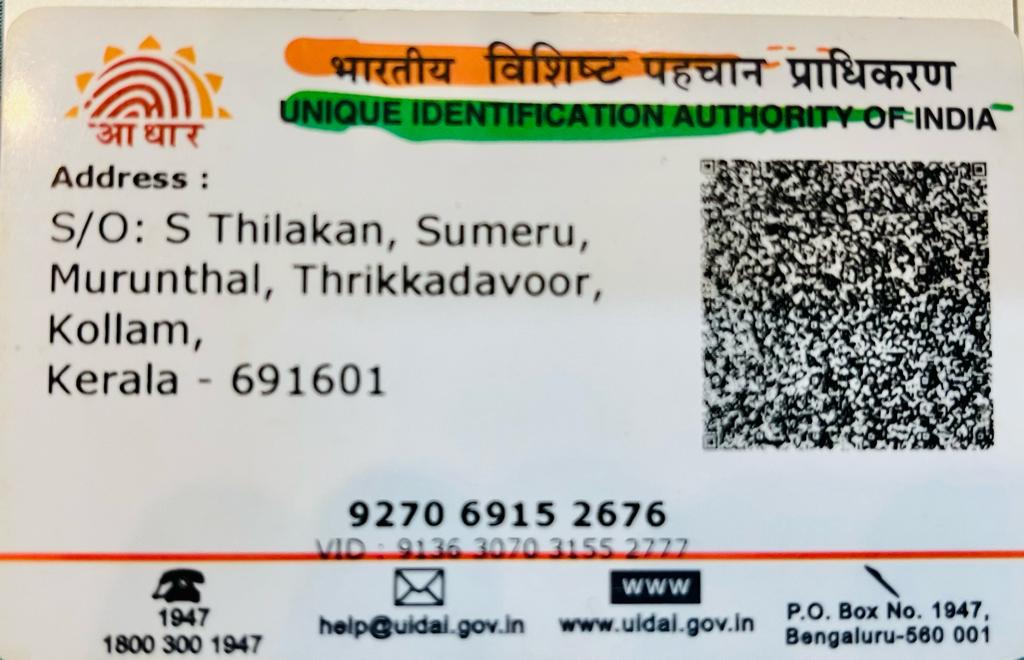 आधार
भारतीय विशिष्ट पहचान प्राधिकरण
UNIQUE IDENTIFICATION AUTHORITY OF INDIA
Address :
S/O: S Thilakan, Sumeru,
Murunthal, Thrikkadavoor,
Kollam,
Kerala - 691601
9270 6915 2676
VID : 9136 3070 3155 2777
1947
1800 300 1947
help@uidai.gov.in
www
www.uidai.gov.in
P.O. Box No. 1947,
Bengaluru-560 001